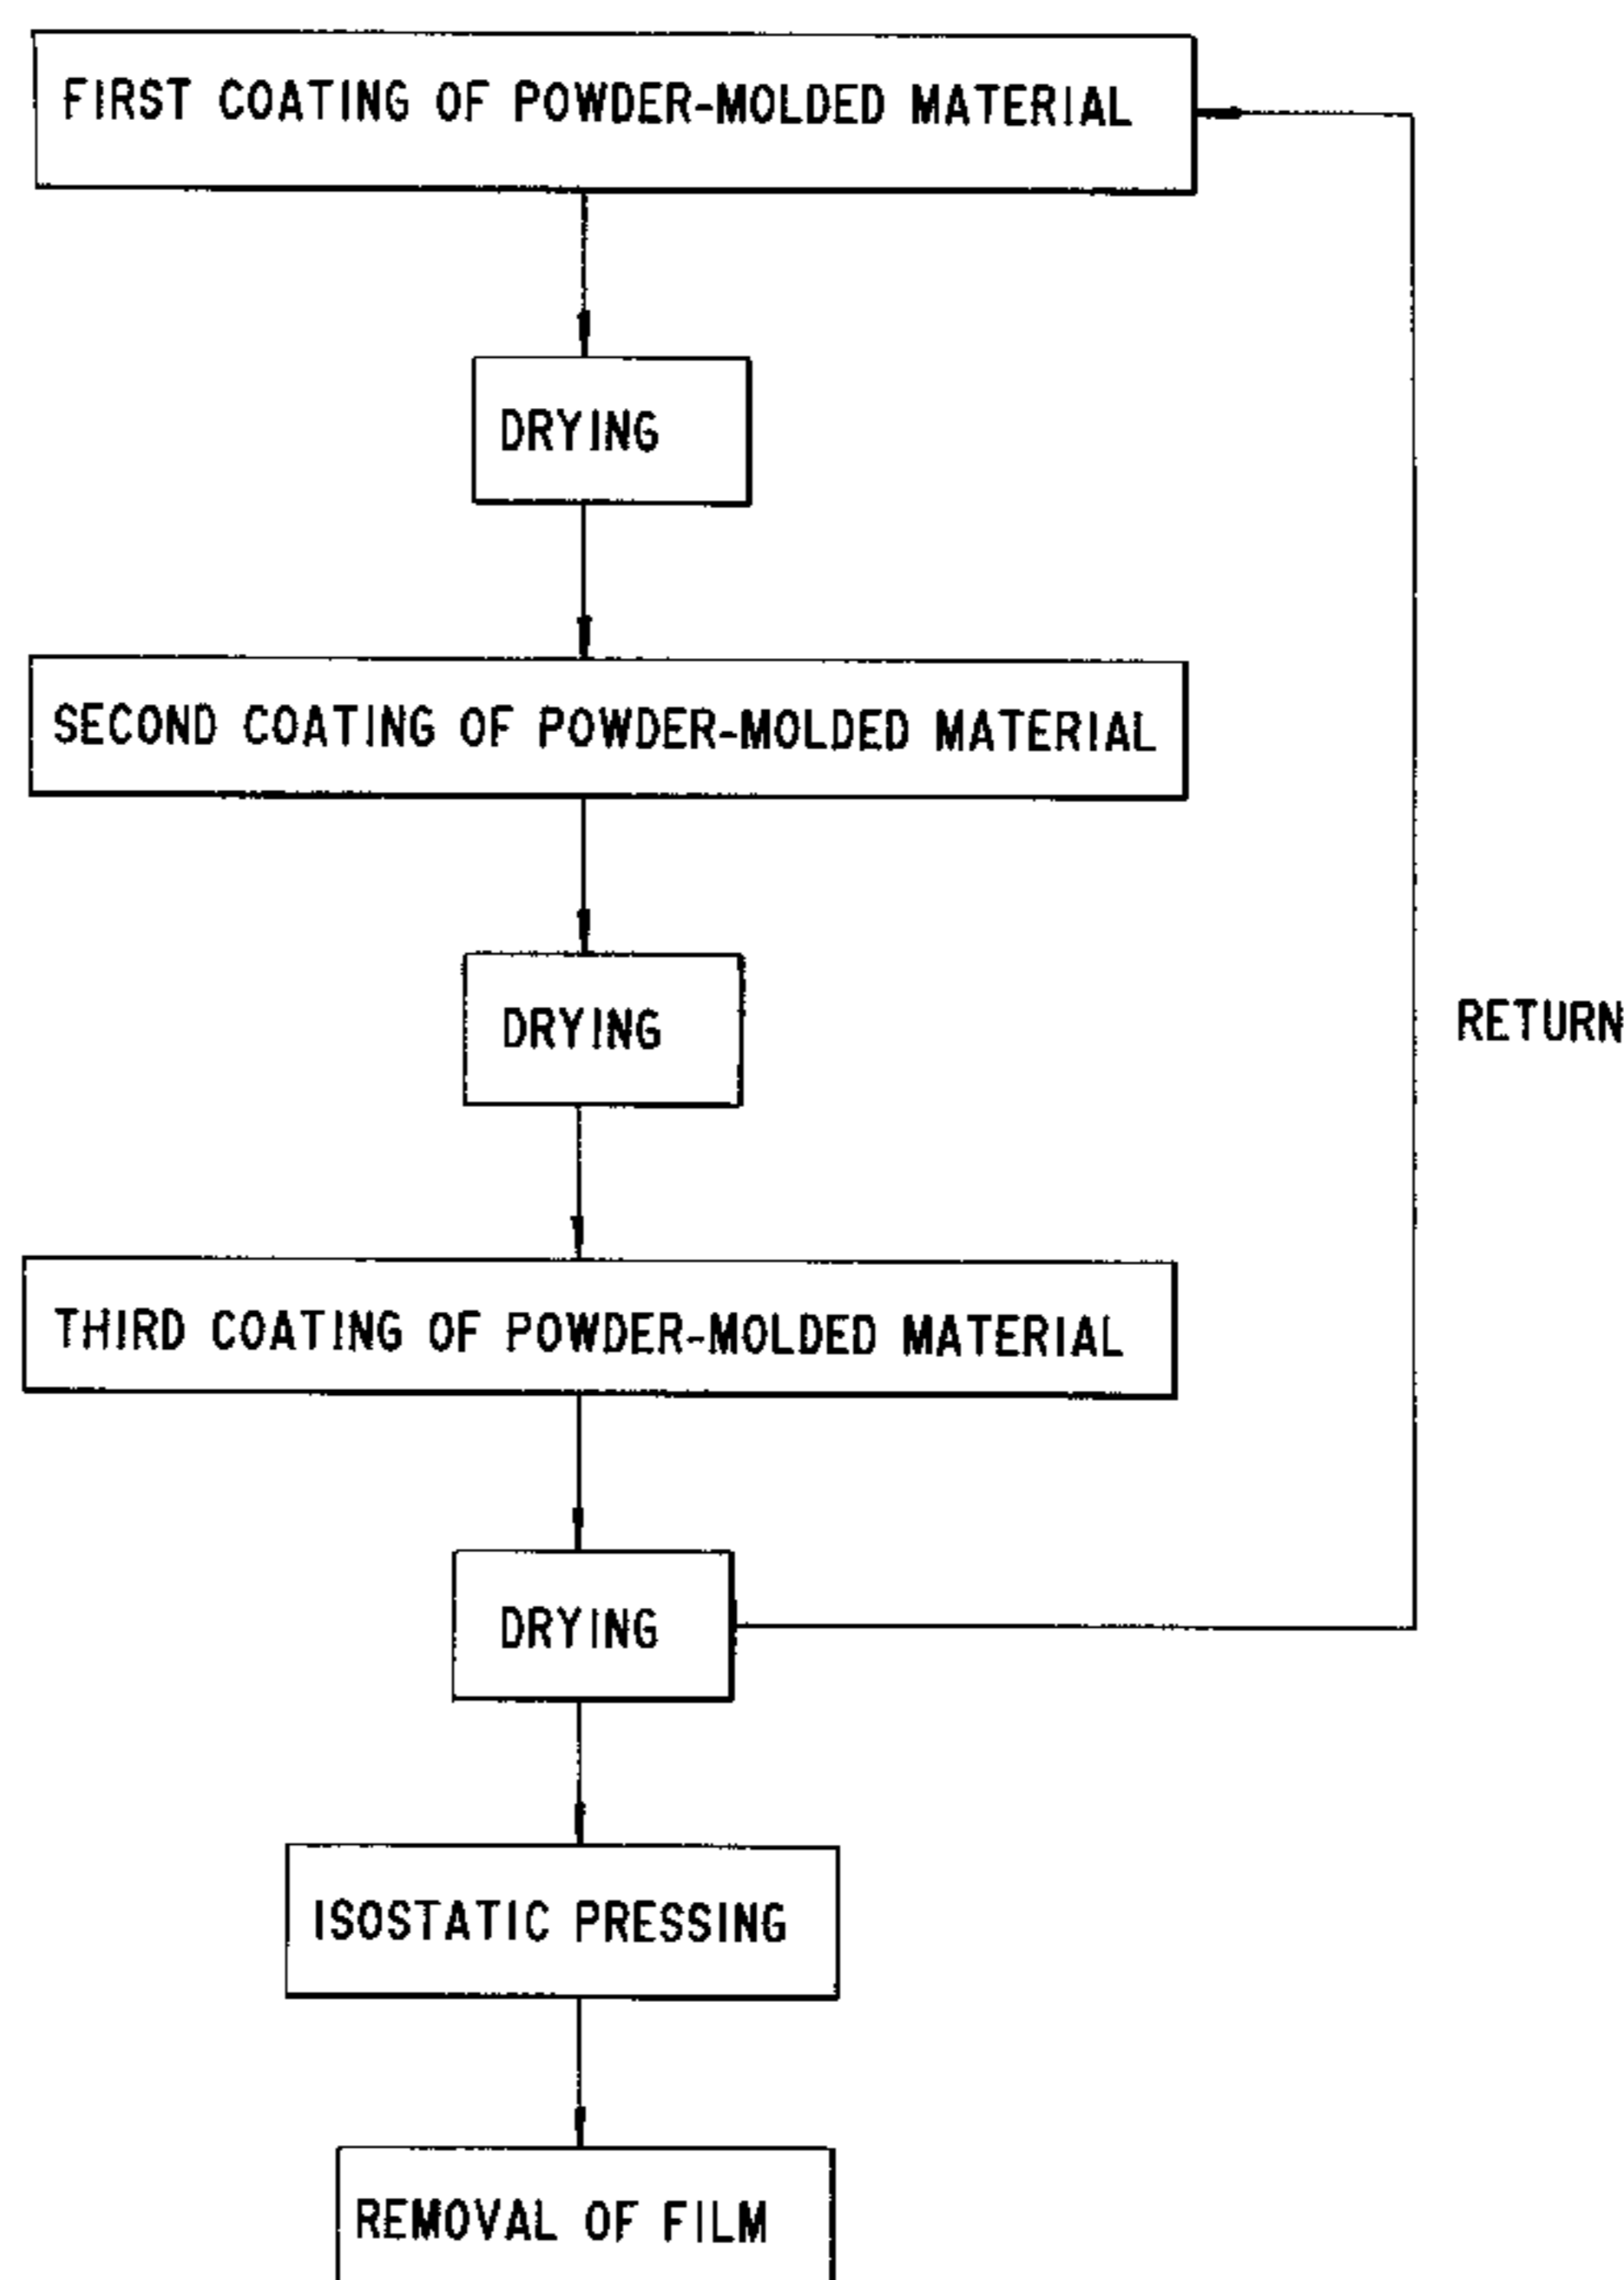 FIRST COATING OF POWDER-MOLDED MATERIAL
DRYING
SECOND COATING OF POWDER-MOLDED MATERIAL
DRYING
RETURN
THIRD COATING OF POWDER-MOLDED MATERIAL
DRYING
ISOSTATIC PRESSING
REMOVAL OF FILM